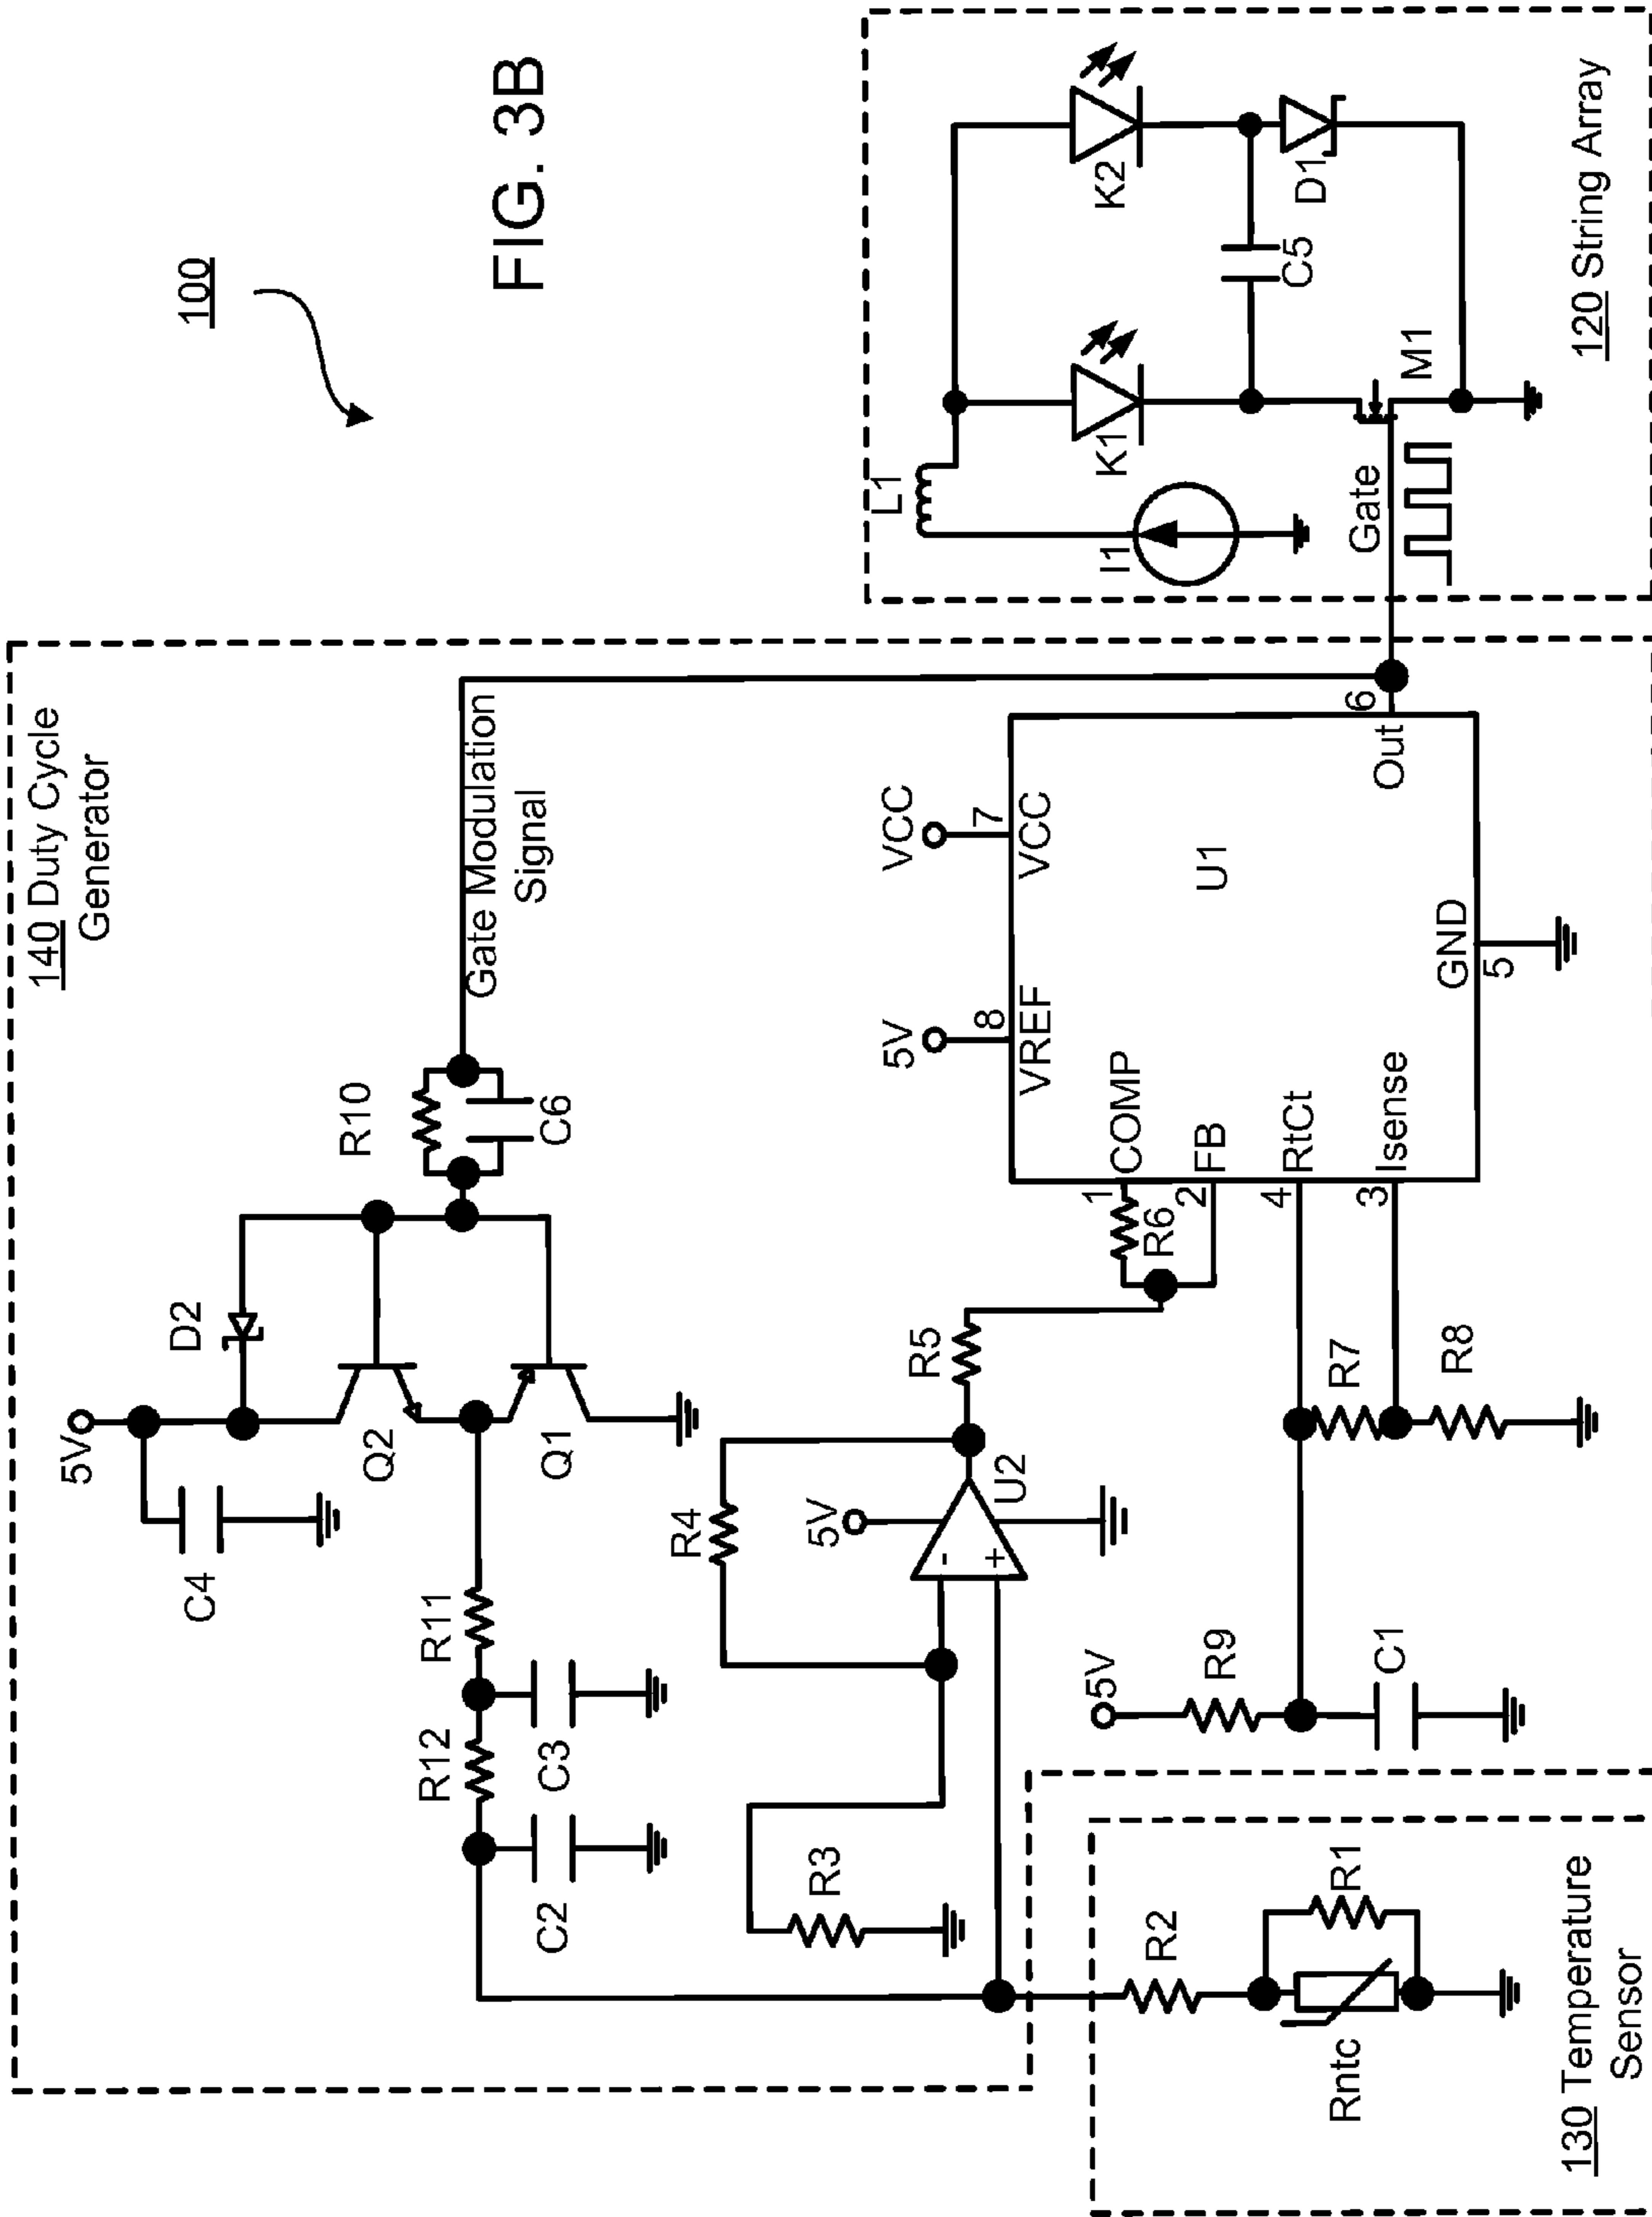 100
FIG. 3B
140 Duty Cycle
Generator
5V
D2
C4
Q2
Q1
R10
C6
Gate Modulation
Signal
R11
R12
C3
C2
R4
5V
-
+
U2
R5
R3
5V
8
VREF
VCC
7
VCC
1
COMP
R6
2
FB
4
RtCt
3
Isense
U1
6
Out
GND
5
5V
R9
C1
R7
R8
R2
R1
Rntc
130 Temperature
Sensor
L1
I1
K1
K2
C5
D1
Gate
M1
120 String Array